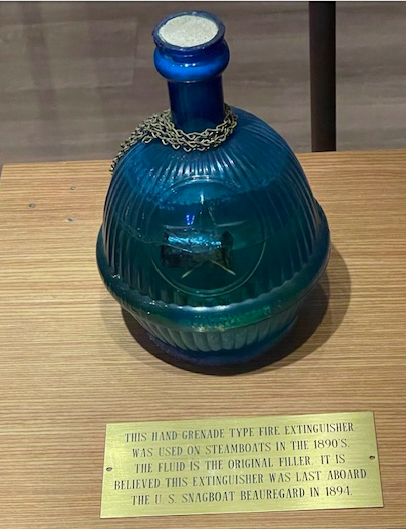 THIS HAND-GRENADE TYPE FIRE EXTINGUISHER
WAS USED ON STEAMBOATS IN THE 1890'S.
THE FLUID IS THE ORIGINAL FILLER. IT IS
BELIEVED THIS EXTINGUISHER WAS LAST ABOARD
THE U. S. SNAGBOAT BEAUREGARD IN 1894.